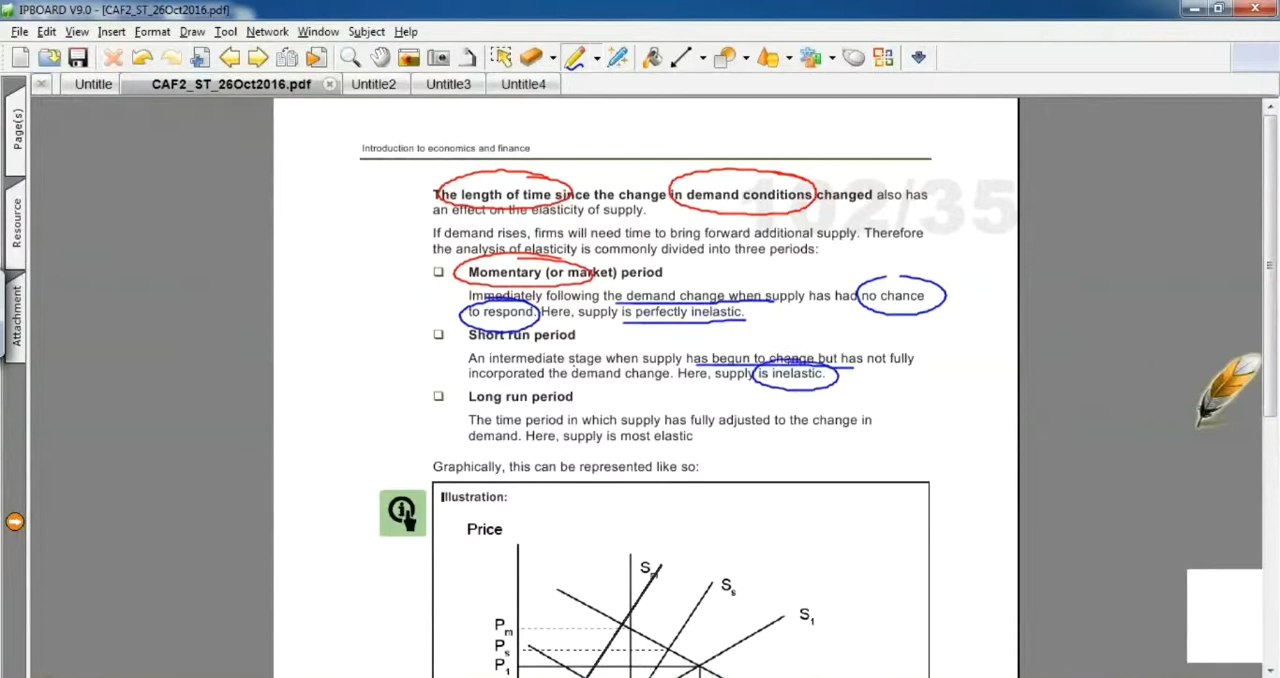 IPBOARD V9.0 - [CAF2_ST_26Oct2016.pdf]
File Edit View Insert Format Draw Tool Network Window Subject Help
Untitle CAF2_ST_26Oct2016.pdf Untitle2 Untitle3 Untitle4
Page(s)
Resource
Attachment
Introduction to economics and finance
102/35
The length of time since the change in demand conditions changed also has
an effect on the elasticity of supply.
If demand rises, firms will need time to bring forward additional supply. Therefore
the analysis of elasticity is commonly divided into three periods:
Momentary (or market) period
Immediately following the demand change when supply has had no chance
to respond. Here, supply is perfectly inelastic.
Short run period
An intermediate stage when supply has begun to change but has not fully
incorporated the demand change. Here, supply is inelastic.
Long run period
The time period in which supply has fully adjusted to the change in
demand. Here, supply is most elastic
Graphically, this can be represented like so:
Illustration:
Price
Sm
Ss
S1
Pm
Ps
P1